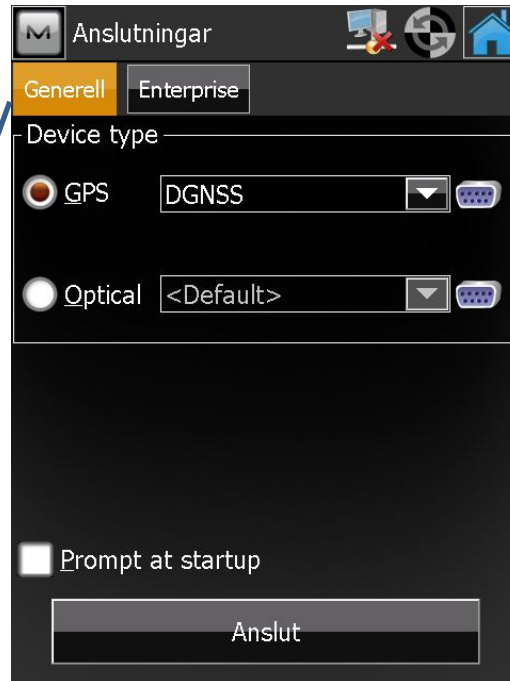 Anslutningar
Generell Enterprise
Device type
GPS DGNSS
Optical <Default>
Prompt at startup
Anslut